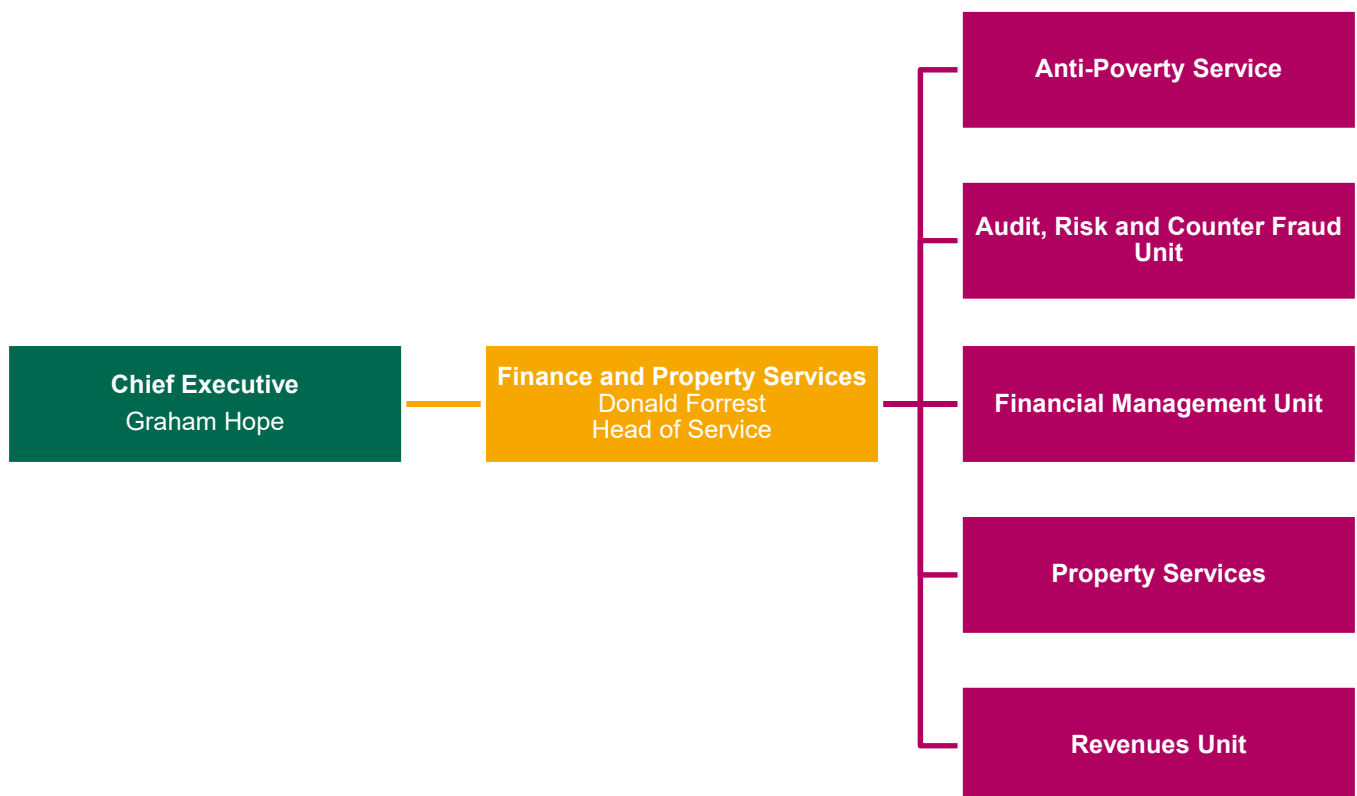 Anti-Poverty Service
Audit, Risk and Counter Fraud
Unit
Chief Executive
Graham Hope
Finance and Property Services
Donald Forrest
Head of Service
Financial Management Unit
Property Services
Revenues Unit